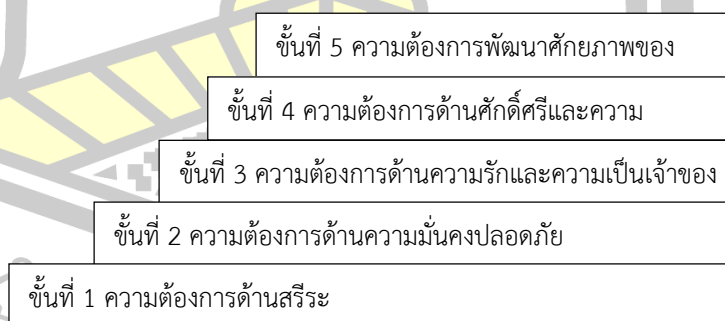 ขั้นที่ 5 ความต้องการพัฒนาศักยภาพของ
ขั้นที่ 4 ความต้องการด้านศักดิ์ศรีและความ
ขั้นที่ 3 ความต้องการด้านความรักและความเป็นเจ้าของ
ขั้นที่ 2 ความต้องการด้านความมั่นคงปลอดภัย
ขั้นที่ 1 ความต้องการด้านสรีระ